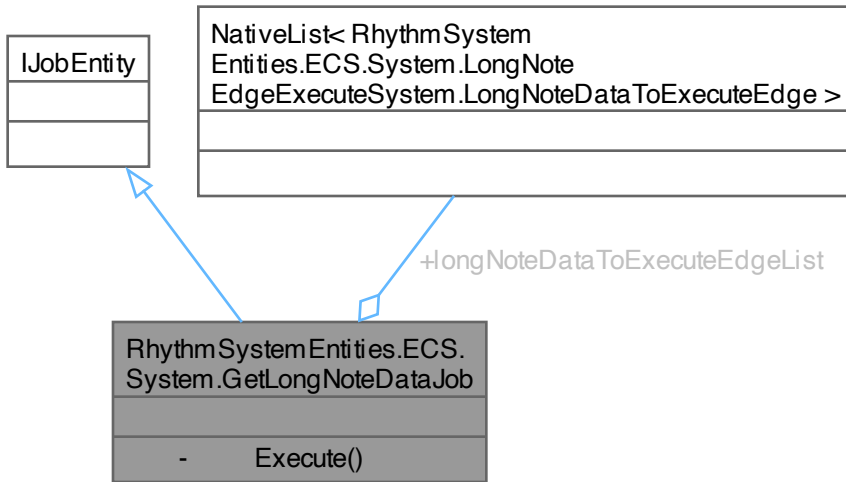 IJobEntity
NativeList< RhythmSystem
Entities.ECS.System.LongNote
EdgeExecuteSystem.LongNoteDataToExecuteEdge >
+longNoteDataToExecuteEdgeList
RhythmSystemEntities.ECS.
System.GetLongNoteDataJob
- Execute()